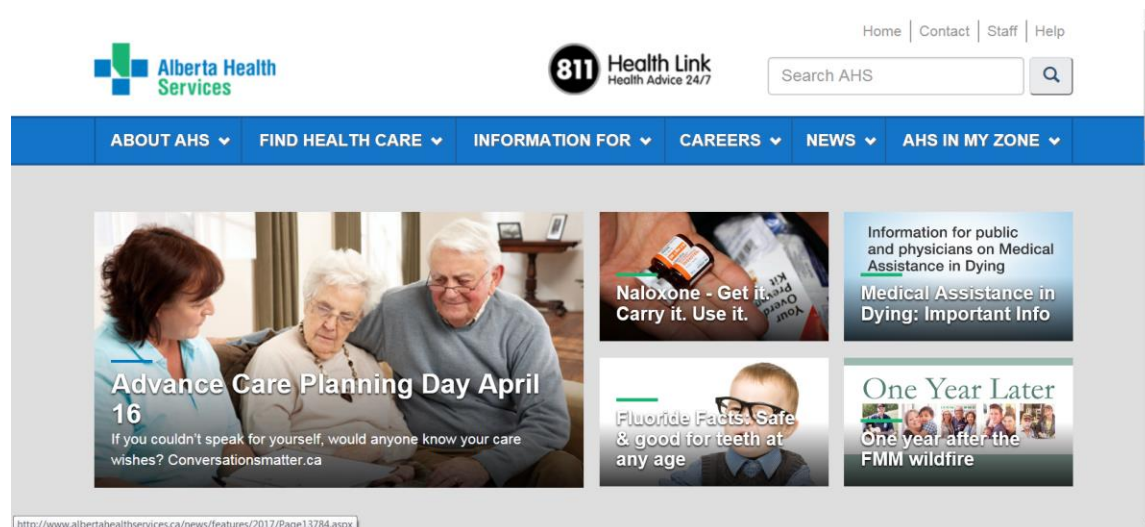 Home | Contact | Staff | Help
Alberta Health
Services
811 Health Link
Health Advice 24/7
Search AHS
ABOUT AHS
FIND HEALTH CARE
INFORMATION FOR
CAREERS
NEWS
AHS IN MY ZONE
Advance Care Planning Day April
16
If you couldn't speak for yourself, would anyone know your care
wishes? Conversationsmatter.ca
Naloxone - Get it.
Carry it. Use it.
Your
Kit
Information for public
and physicians on Medical
Assistance in Dying
Medical Assistance in
Dying: Important Info
Fluoride Facts: Safe
& good for teeth at
any age
One Year Later
One year after the
FMM wildfire
http://www.albertahealthservices.ca/news/features/2017/Page13784.aspx